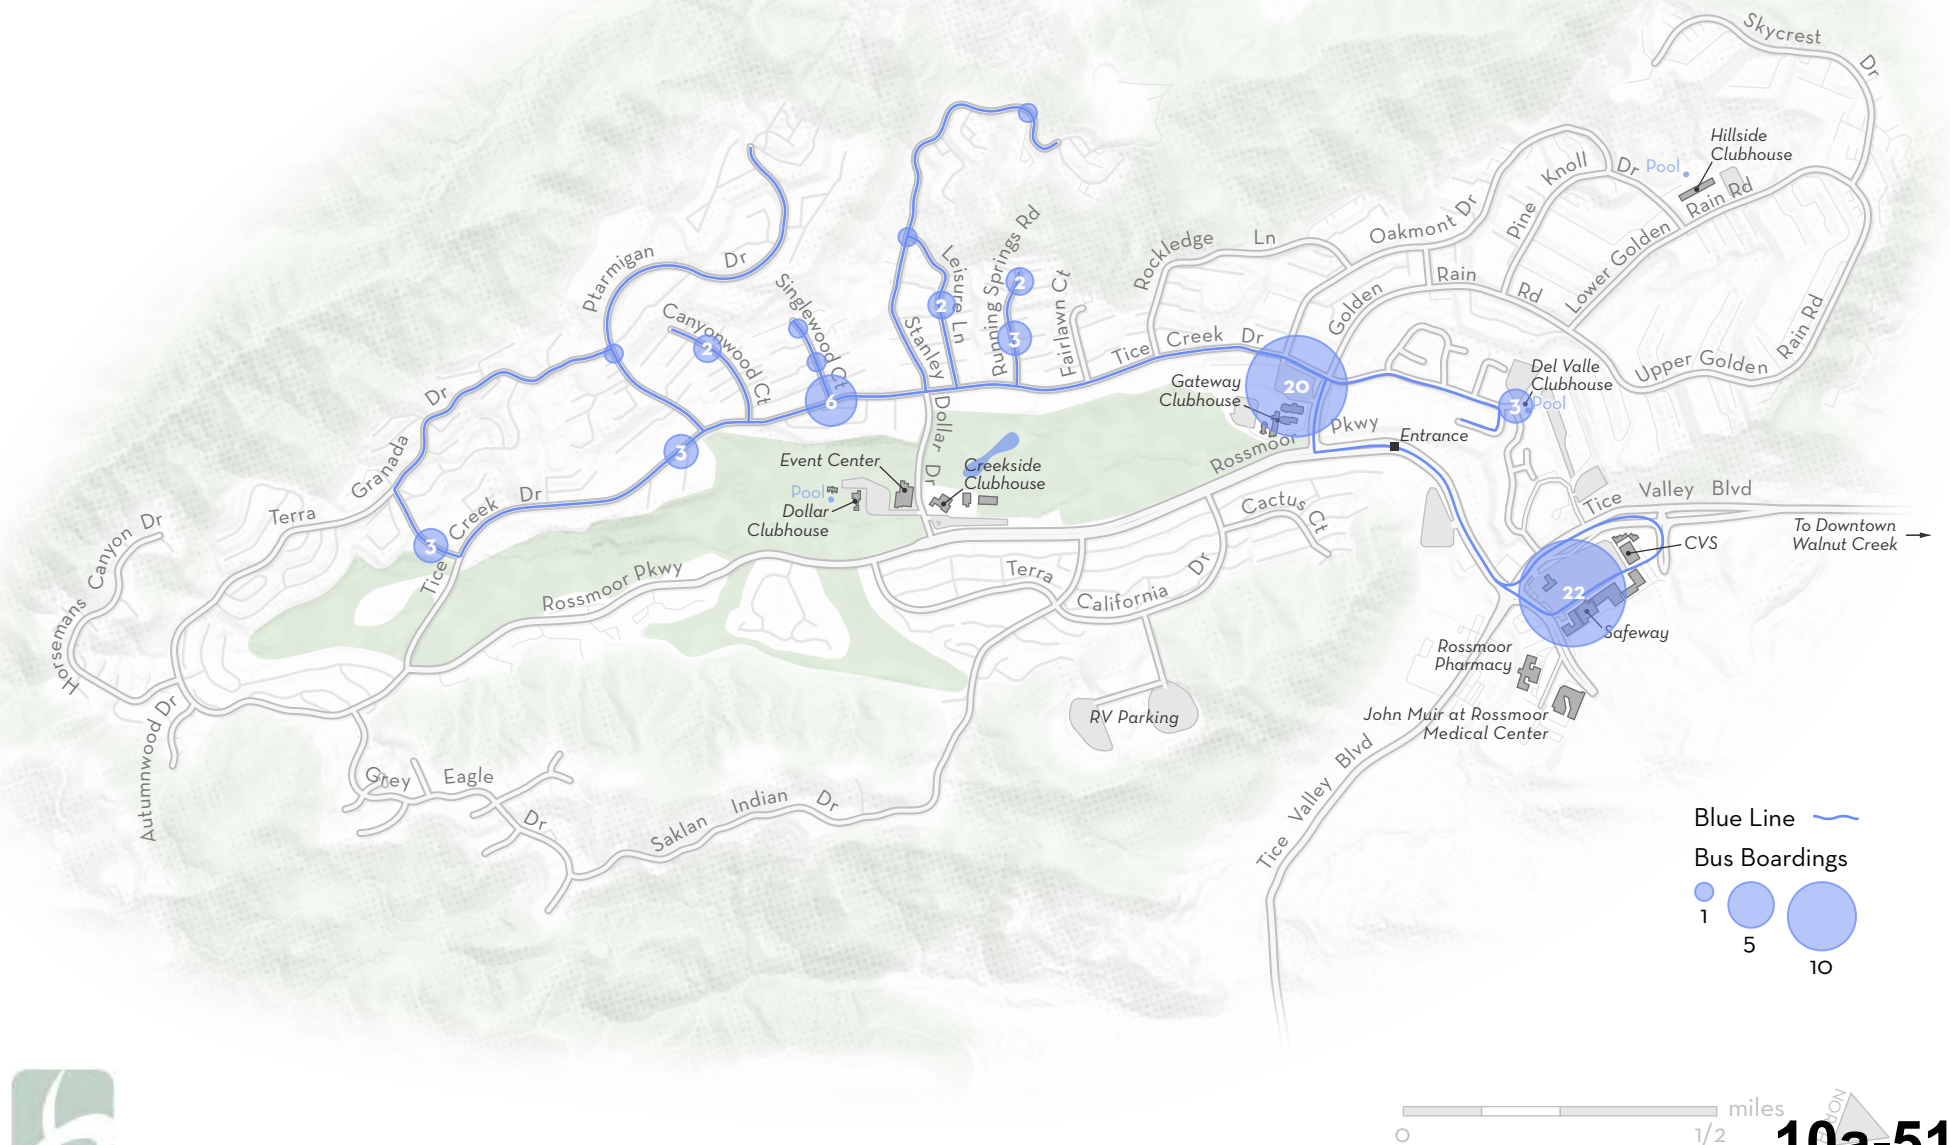 Skycrest
Dr
Hillside
Clubhouse
Pool
Knoll
Dr
Pine
Rain Rd
Oakmont Dr
Lower Golden
Rockledge
Ln
Running Springs Rd
Leisure Ln
Fairlawn Ct
Stanley
Ptarmigan
Dr
Singlewood Ct
Canyonwood Ct
Golden
Rain
Rd
Upper Golden
Rain Rd
Tice
Creek
Dr
2
2
3
2
6
20
Gateway
Clubhouse
Del Valle
Clubhouse
3
Pool
Rossmoor
Pkwy
Entrance
Dollar
Dr
Event Center
Creekside
Clubhouse
Pool
Dollar
Clubhouse
3
Granada
Dr
Terra
Tice
Creek
Dr
3
Horsemans
Canyon
Dr
Cactus Ct
Tice
Valley
Blvd
To Downtown
Walnut Creek
CVS
22
Safeway
Rossmoor
Pharmacy
John Muir at Rossmoor
Medical Center
Rossmoor Pkwy
Terra
California
Dr
RV Parking
Autumnwood Dr
Grey
Eagle
Dr
Saklan
Indian
Dr
Tice
Valley
Blvd
Blue Line
Bus Boardings
1
5
10
miles
0
1/2
NORTH
10a-51